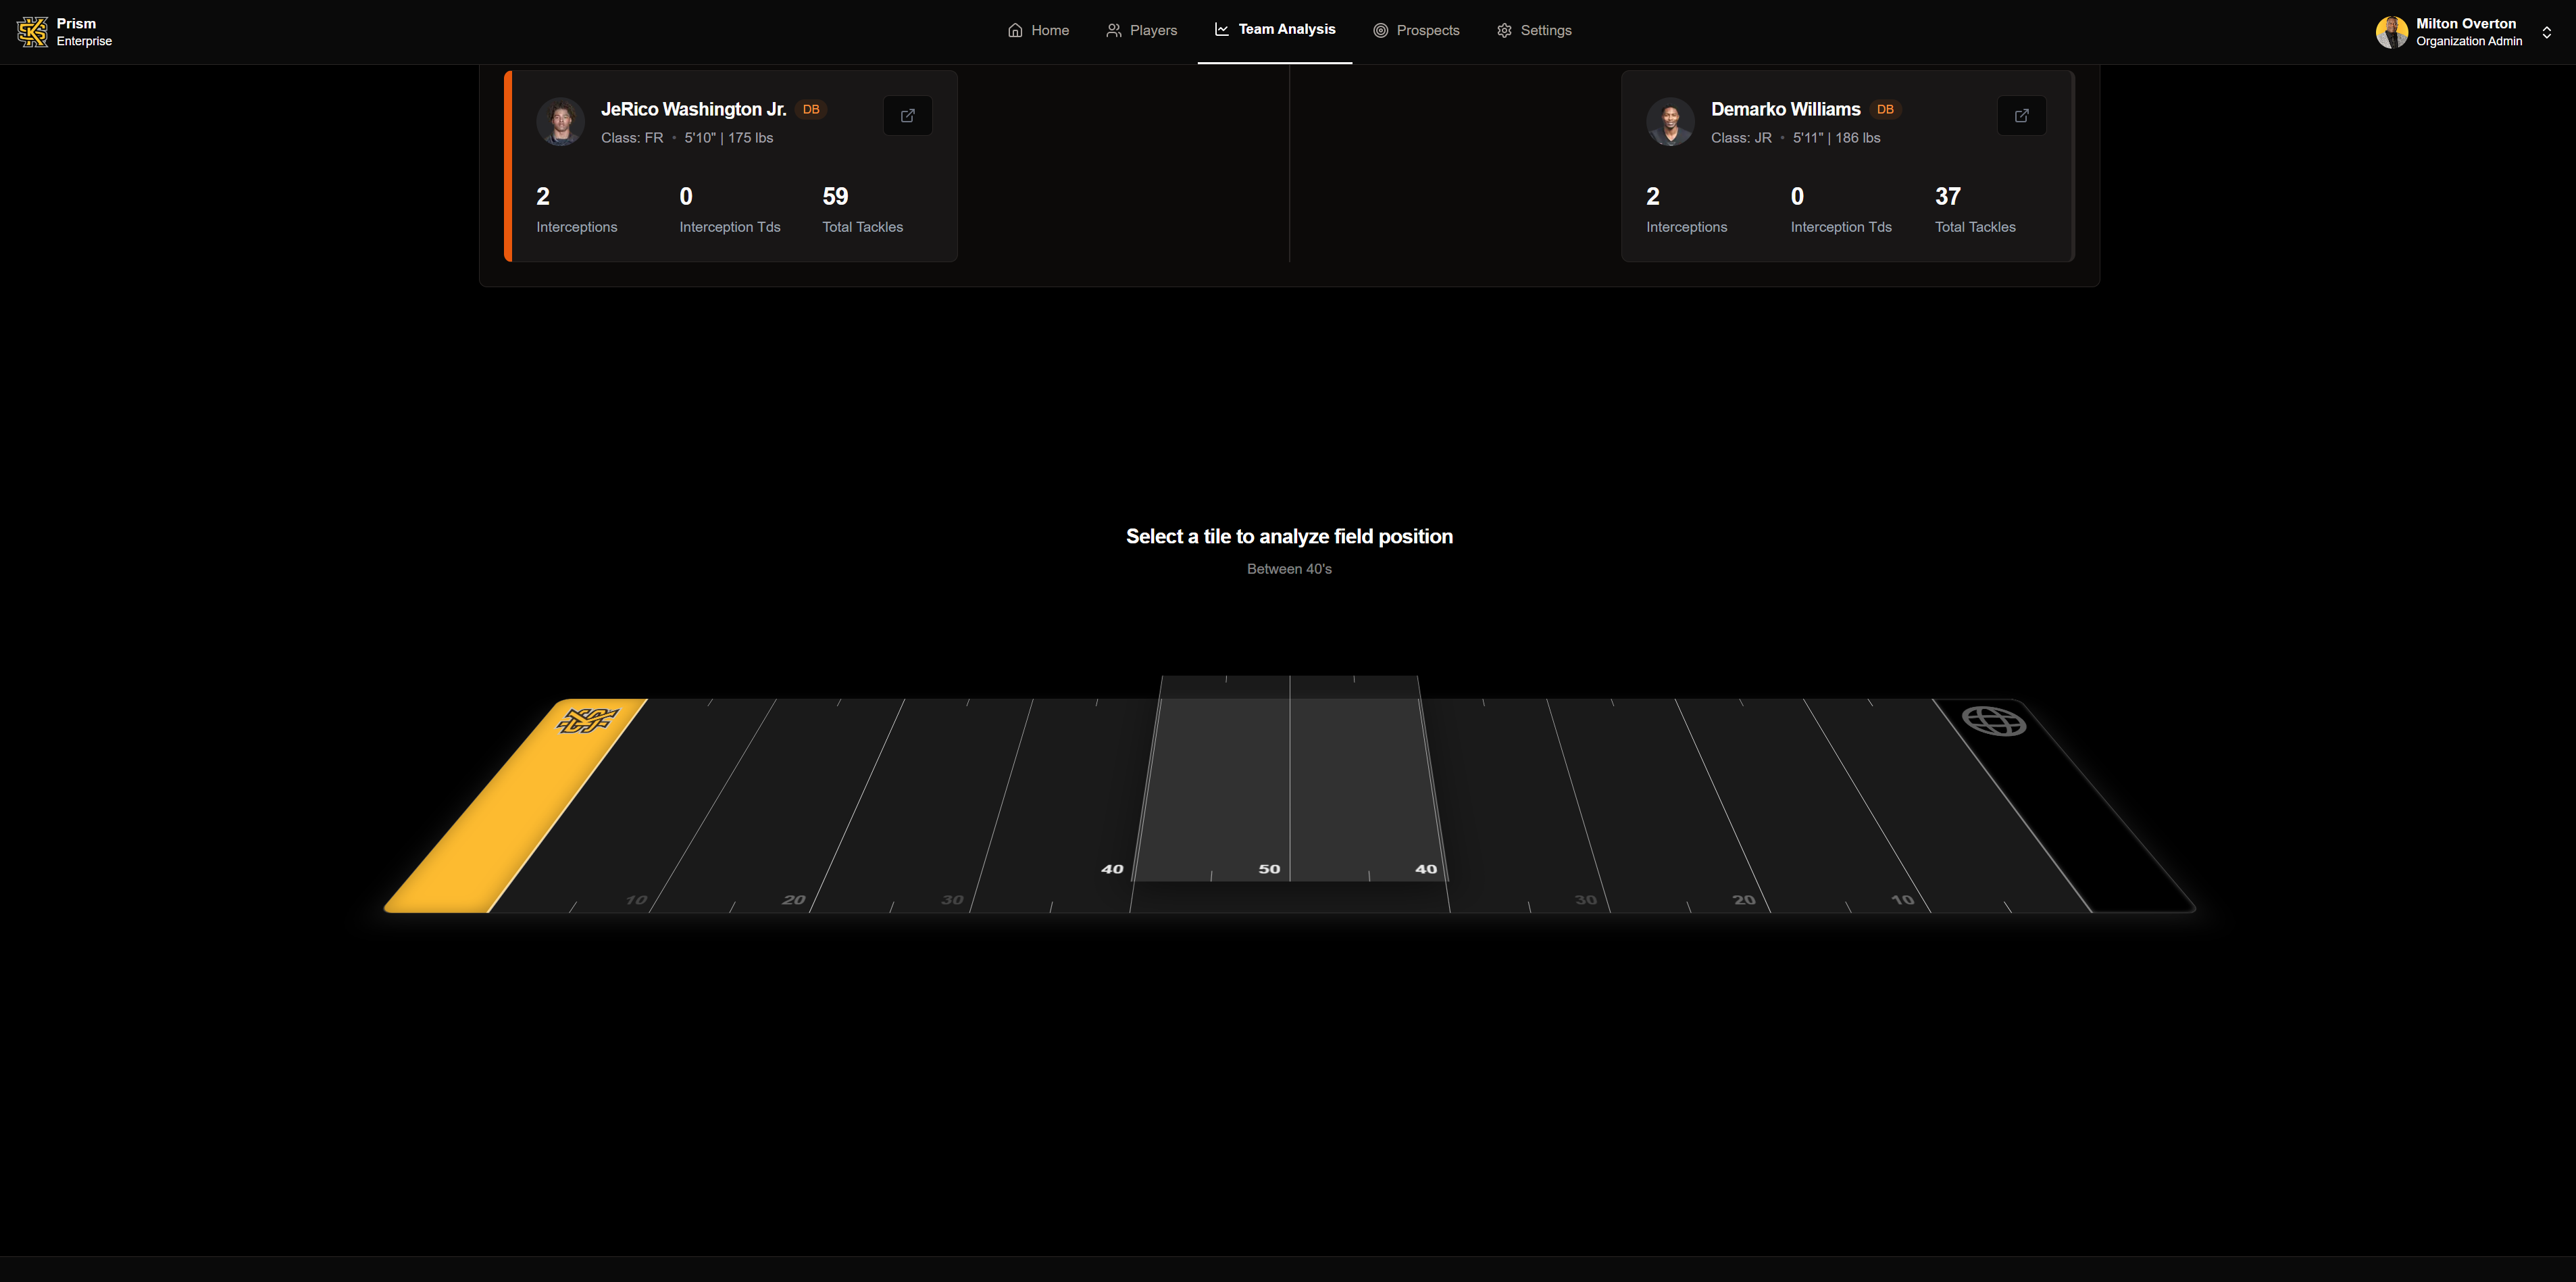 Prism
Enterprise
Home
Players
Team Analysis
Prospects
Settings
Milton Overton
Organization Admin
JeRico Washington Jr. DB
Class: FR • 5'10" | 175 lbs
2 0 59
Interceptions Interception Tds Total Tackles
Demarko Williams DB
Class: JR • 5'11" | 186 lbs
2 0 37
Interceptions Interception Tds Total Tackles
Select a tile to analyze field position
Between 40's
40 50 40
10 20 30 30 20 10